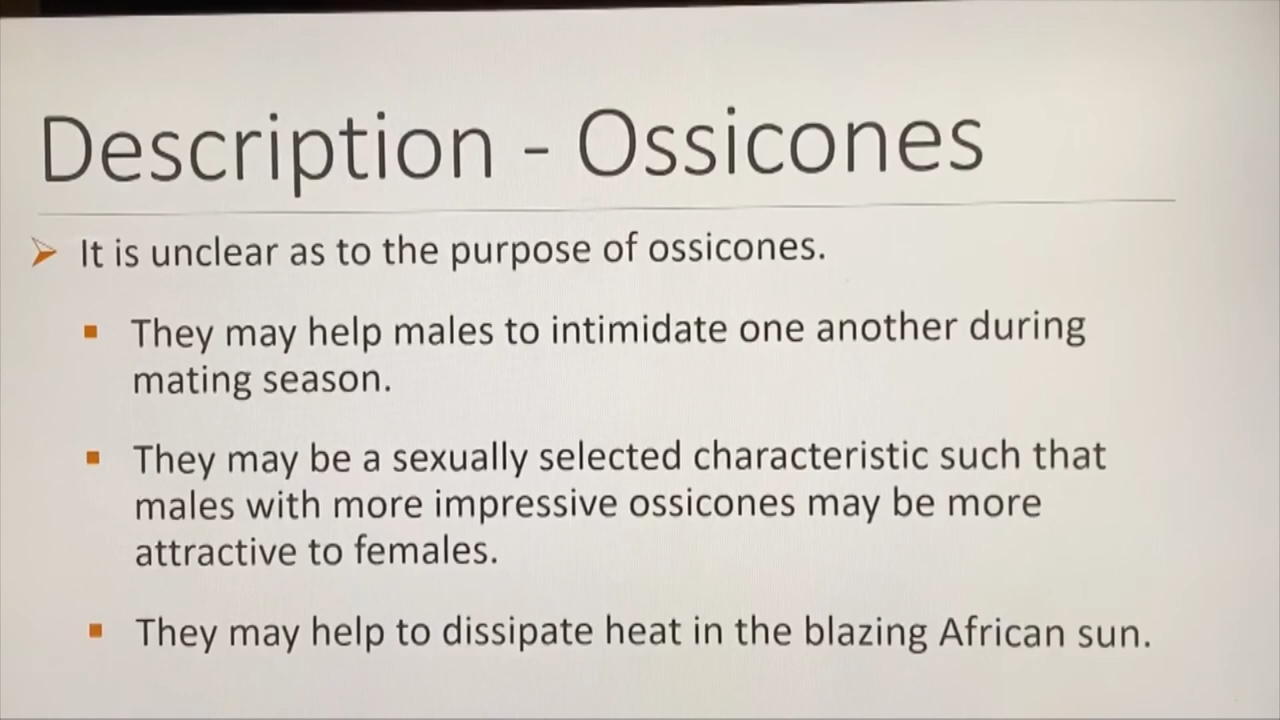 Description - Ossicones
It is unclear as to the purpose of ossicones.
They may help males to intimidate one another during
mating season.
They may be a sexually selected characteristic such that
males with more impressive ossicones may be more
attractive to females.
They may help to dissipate heat in the blazing African sun.